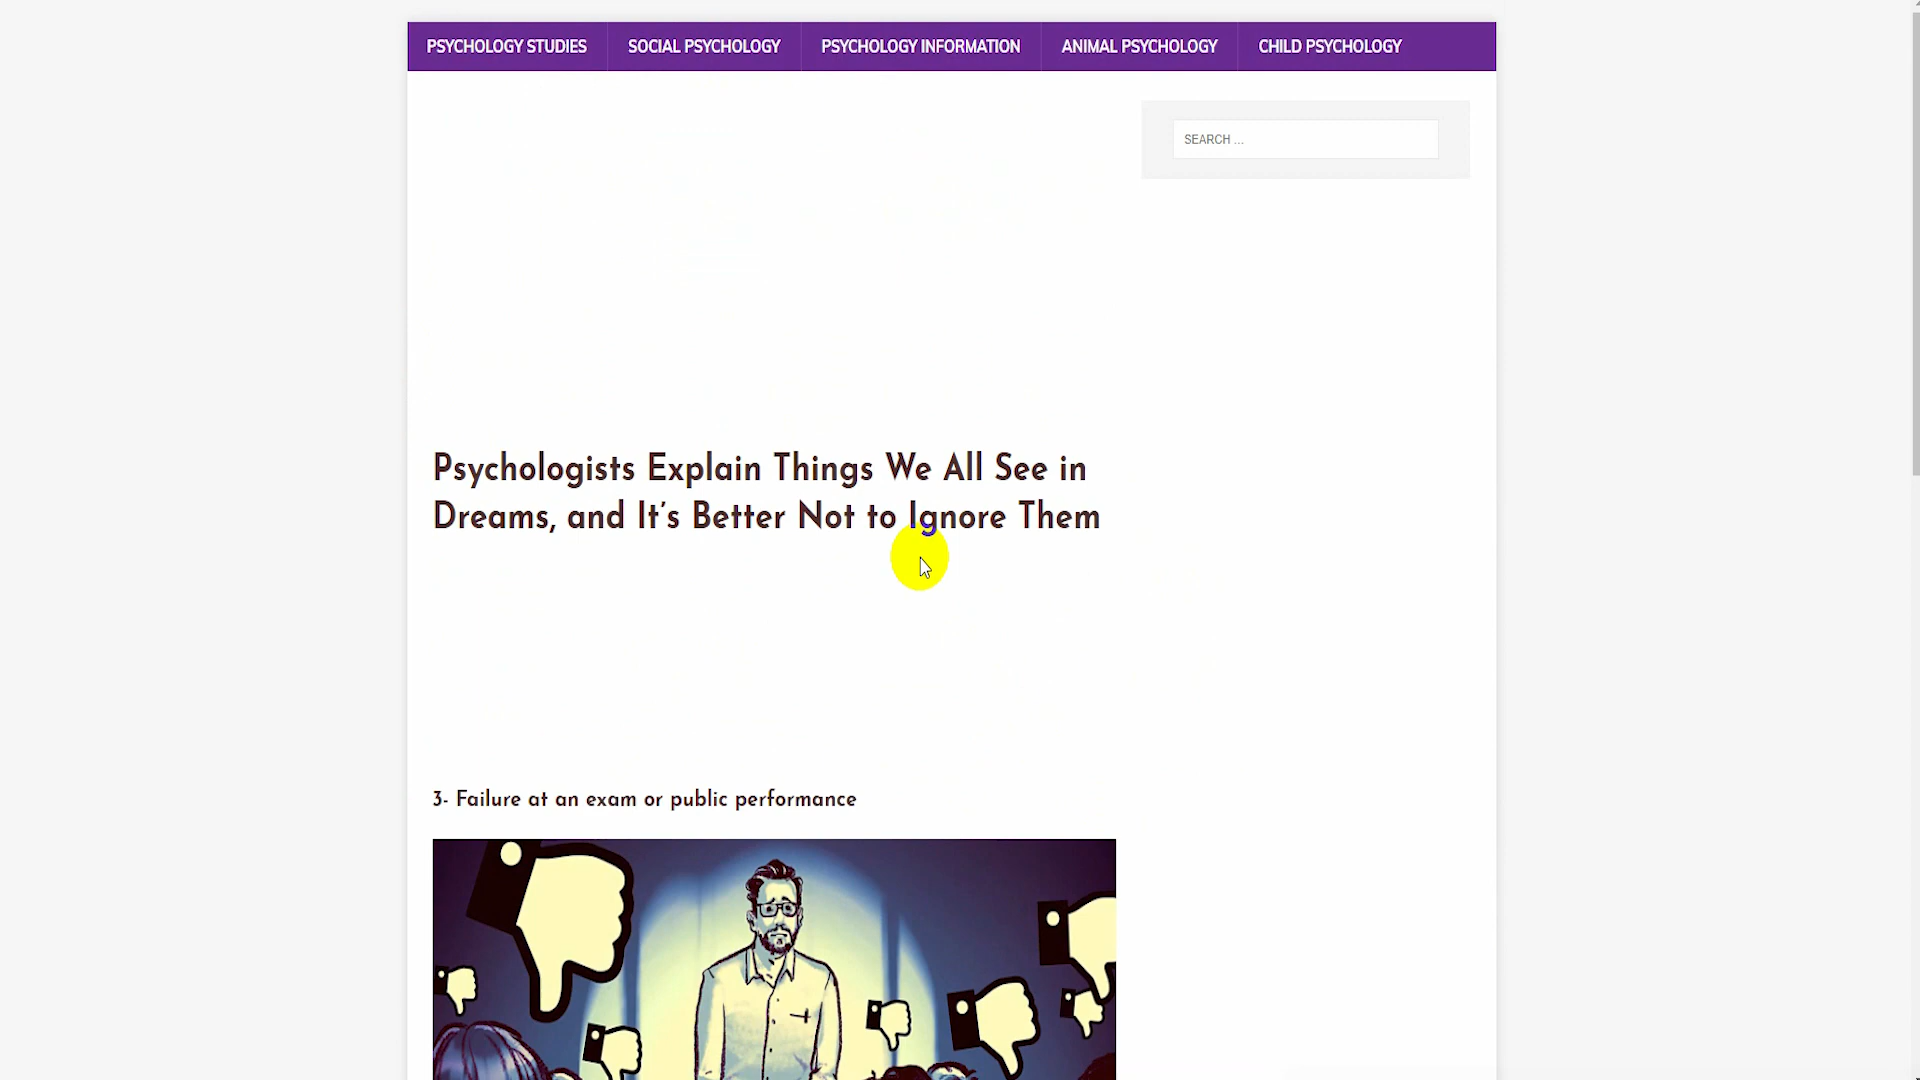 PSYCHOLOGY STUDIES SOCIAL PSYCHOLOGY PSYCHOLOGY INFORMATION ANIMAL PSYCHOLOGY CHILD PSYCHOLOGY
SEARCH …
Psychologists Explain Things We All See in
Dreams, and It’s Better Not to Ignore Them
3- Failure at an exam or public performance